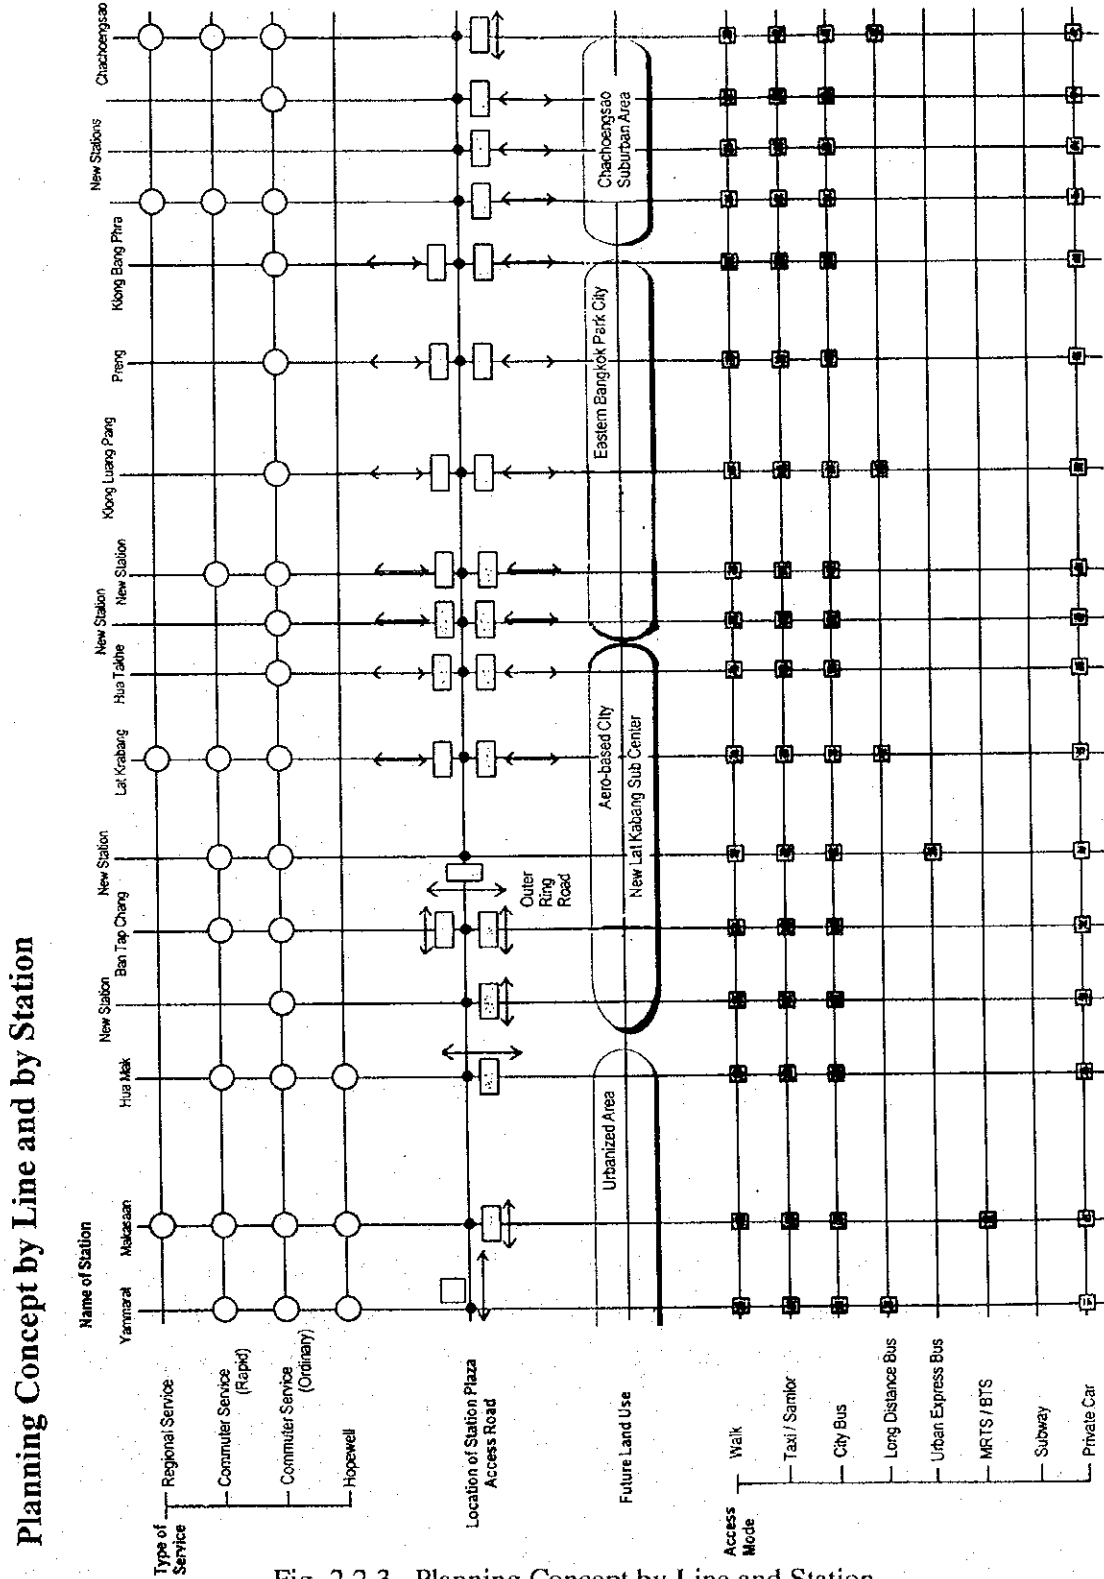 Planning Concept by Line and by Station
Name of Station
Yammarat
Makasaan
Hua Mak
New Station
Ban Tap Chang
New Station
Lat Krabang
Hua Takhe
New Station
New Station
Klong Luang Pang
Preng
Klong Bang Phra
New Stations
Chachoengsao
Type of
Service
Regional Service
Commuter Service
(Rapid)
Commuter Service
(Ordinary)
Hopewell
Location of Station Plaza
Access Road
Outer
Ring
Road
Future Land Use
Urbanized Area
Aero-based City
New Lat Kabang Sub Center
Eastern Bangkok Park City
Chachoengsao
Suburban Area
Access
Mode
Walk
Taxi / Samlor
City Bus
Long Distance Bus
Urban Express Bus
MRTS / BTS
Subway
Private Car
Fig. 2.2.3 Planning Concept by Line and Station